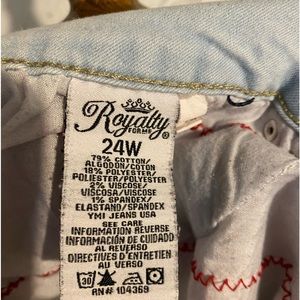 Royalty
FOR ME ®
24W
79% COTTON/
ALGODON/COTON
18% POLYESTER/
POLIESTER/POLYESTER
2% VISCOSE/
VISCOSA/VISCOSE
1% SPANDEX/
ELASTANO/SPANDEX
YMI JEANS USA
SEE CARE
INFORMATION REVERSE
INFORMACIÓN DE CUIDADO
AL REVERSO
DIRECTIVES D'ENTRETIEN
AU VERSO
30
RN# 104369